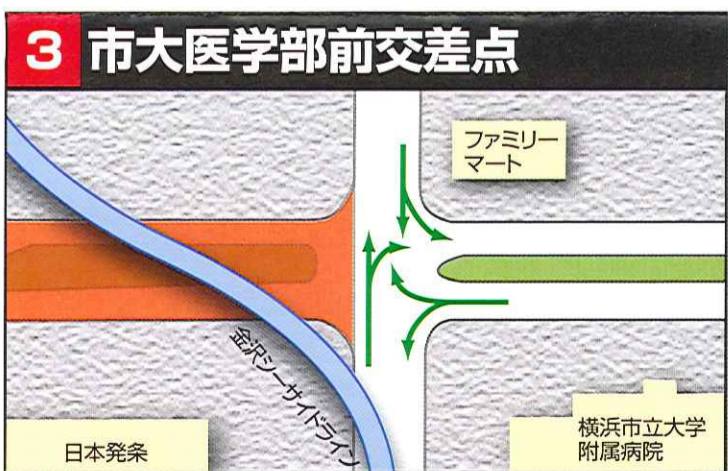 3 市大医学部前交差点
ファミリー
マート
金沢シーサイドライン
日本発条
横浜市立大学
附属病院